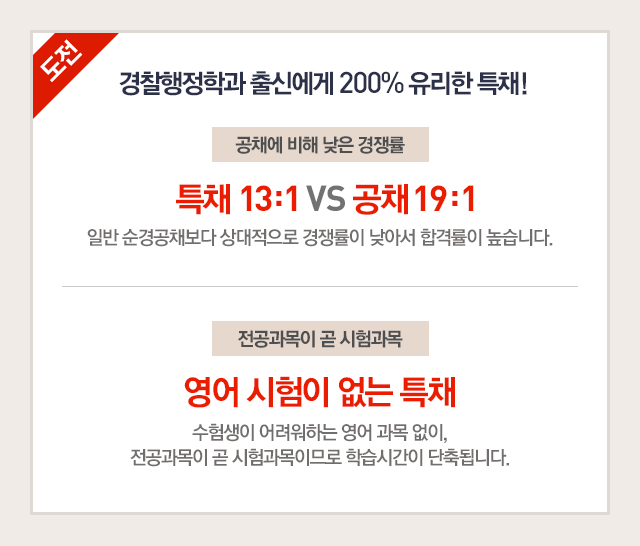 도전
경찰행정학과 출신에게 200% 유리한 특채!
공채에 비해 낮은 경쟁률
특채 13:1 VS 공채 19:1
일반 순경공채보다 상대적으로 경쟁률이 낮아서 합격률이 높습니다.
전공과목이 곧 시험과목
영어 시험이 없는 특채
수험생이 어려워하는 영어 과목 없이,
전공과목이 곧 시험과목이므로 학습시간이 단축됩니다.